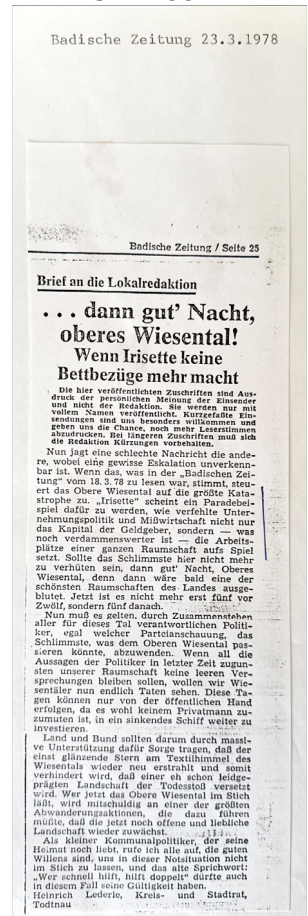 Badische Zeitung 23.3.1978
Badische Zeitung / Seite 25
Brief an die Lokalredaktion
. . . dann gut' Nacht,
oberes Wiesental!
Wenn Irisette keine
Bettbezüge mehr macht
Die hier veröffentlichten Zuschriften sind Aus-
druck der persönlichen Meinung der Einsender
und nicht der Redaktion. Sie werden nur mit
vollem Namen veröffentlicht. Kurzgefaßte Ein-
sendungen sind uns besonders willkommen und
geben uns die Chance, noch mehr Leserstimmen
abzudrucken. Bei längeren Zuschriften muß sich
die Redaktion Kürzungen vorbehalten.
Nun jagt eine schlechte Nachricht die ande-
re, wobei eine gewisse Eskalation unverkenn-
bar ist. Wenn das, was in der „Badischen Zei-
tung" vom 18.3.78 zu lesen war, stimmt, steu-
ert das Obere Wiesental auf die größte Kata-
strophe zu. „Irisette" scheint ein Paradebei-
spiel dafür zu werden, wie verfehlte Unter-
nehmungspolitik und Mißwirtschaft nicht nur
das Kapital der Geldgeber, sondern — was
noch verdammenswerter ist — die Arbeits-
plätze einer ganzen Raumschaft aufs Spiel
setzt. Sollte das Schlimmste hier nicht mehr
zu verhüten sein, dann gut' Nacht, Oberes
Wiesental, denn dann wäre bald eine der
schönsten Raumschaften des Landes ausge-
blutet. Jetzt ist es nicht mehr erst fünf vor
Zwölf, sondern fünf danach.
Nun muß es gelten, durch Zusammenstehen
aller für dieses Tal verantwortlichen Politi-
ker, egal welcher Parteianschauung, das
Schlimmste, was dem Oberen Wiesental pas-
sieren könnte, abzuwenden. Wenn all die
Aussagen der Politiker in letzter Zeit zugun-
sten unserer Raumschaft keine leeren Ver-
sprechungen bleiben sollen, wollen wir Wie-
sentäler nun endlich Taten sehen. Diese Ta-
gen können nur von der öffentlichen Hand
erfolgen, da es wohl keinem Privatmann zu-
zumuten ist, in ein sinkendes Schiff weiter zu
investieren.
Land und Bund sollten darum durch massi-
ve Unterstützung dafür Sorge tragen, daß der
einst glänzende Stern am Textilhimmel des
Wiesentals wieder neu erstrahlt und somit
verhindert wird, daß einer eh schon leidge-
prägten Landschaft der Todesstoß versetzt
wird. Wer jetzt das Obere Wiesental im Stich
läßt, wird mitschuldig an einer der größten
Abwanderungsaktionen, die dazu führen
müßte, daß die jetzt noch offene und liebliche
Landschaft wieder zuwächst.
Als kleiner Kommunalpolitiker, der seine
Heimat noch liebt, rufe ich alle auf, die guten
Willens sind, uns in dieser Notsituation nicht
im Stich zu lassen, und das alte Sprichwort:
„Wer schnell hilft, hilft doppelt" dürfte auch
in diesem Fall seine Gültigkeit haben.
Heinrich Lederle, Kreis- und Stadtrat,
Todtnau